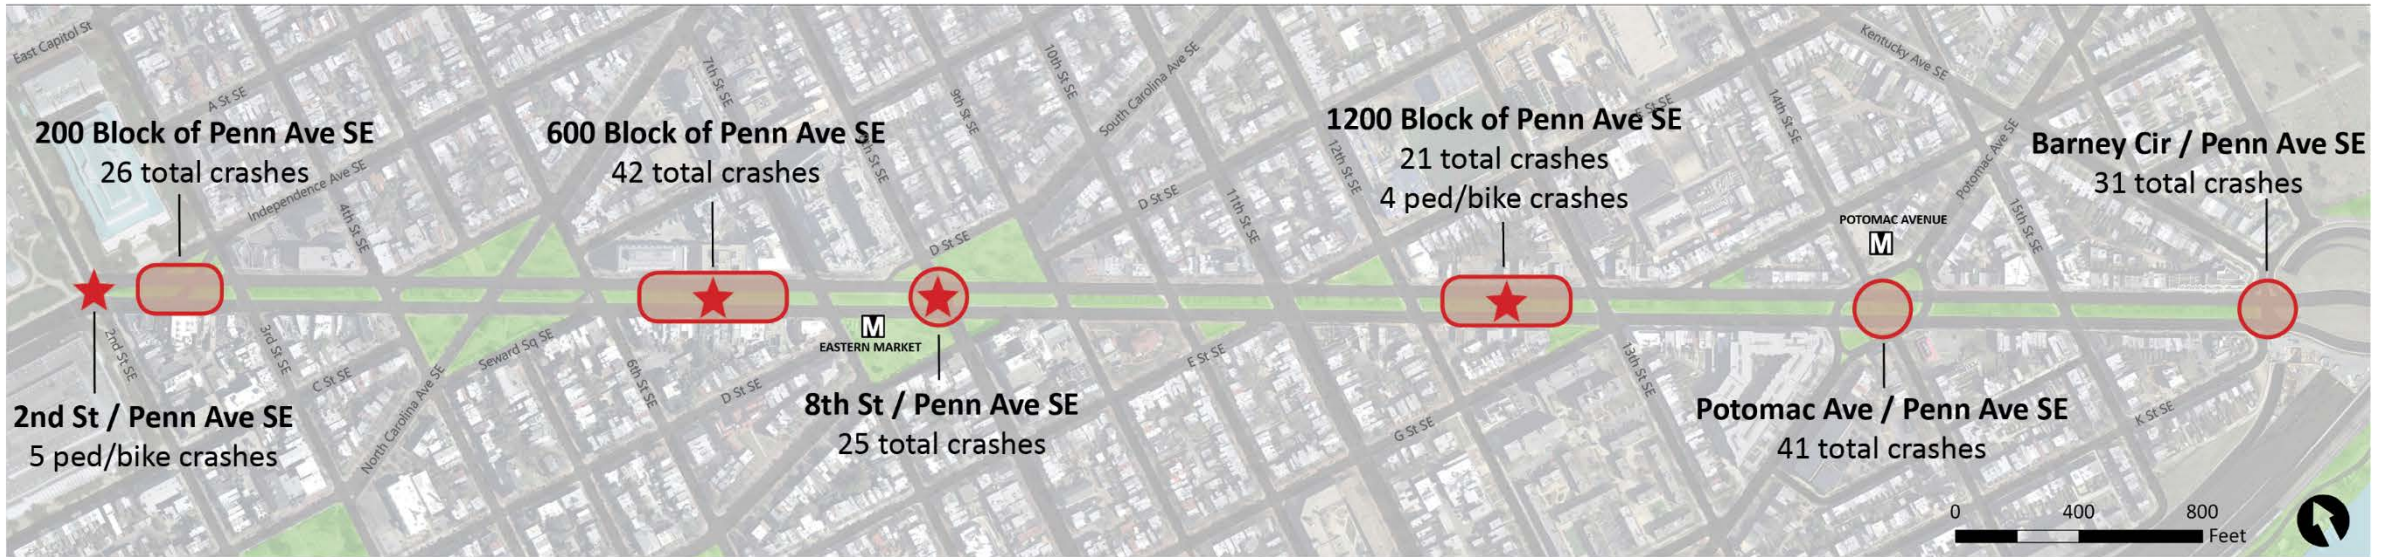 East Capitol St
A St SE
Independence Ave SE
4th St SE
7th St SE
9th St SE
10th St SE
South Carolina Ave SE
D St SE
11th St SE
12th St SE
14th St SE
Kentucky Ave SE
Potomac Ave SE
15th St SE
200 Block of Penn Ave SE
26 total crashes
600 Block of Penn Ave SE
42 total crashes
1200 Block of Penn Ave SE
21 total crashes
4 ped/bike crashes
Barney Cir / Penn Ave SE
31 total crashes
POTOMAC AVENUE
M
D St SE
M
EASTERN MARKET
2nd St SE
3rd St SE
C St SE
North Carolina Ave SE
Seward Sq SE
6th St SE
D St SE
E St SE
G St SE
13th St SE
K St SE
2nd St / Penn Ave SE
5 ped/bike crashes
8th St / Penn Ave SE
25 total crashes
Potomac Ave / Penn Ave SE
41 total crashes
0 400 800
Feet